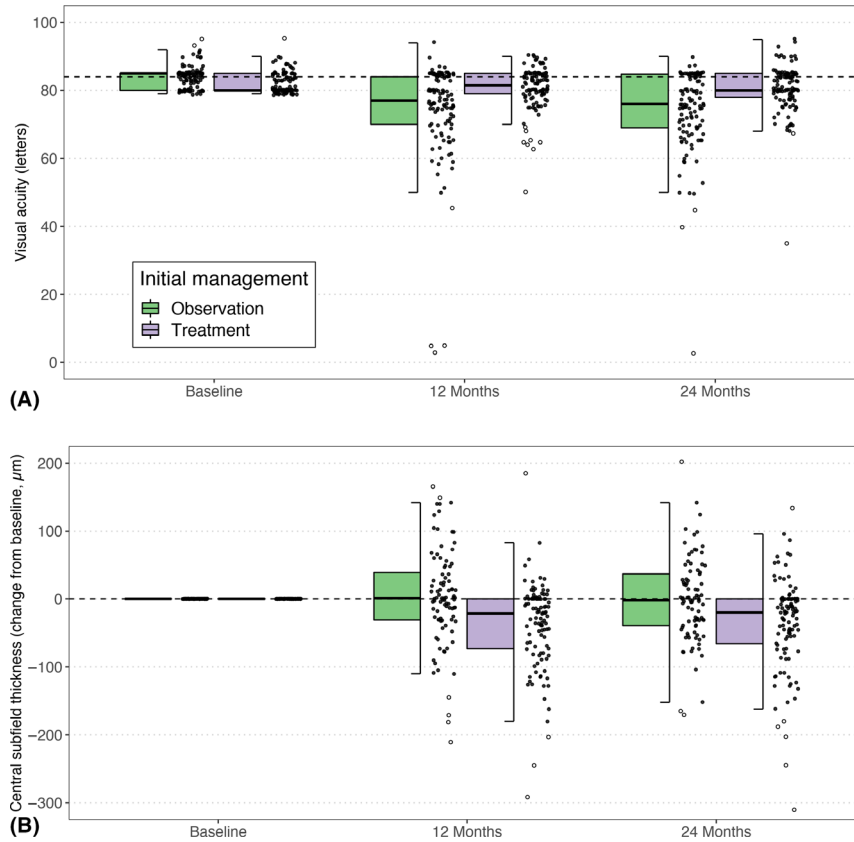 100
80
60
40
20
0
Visual acuity (letters)
Initial management
Observation
Treatment
Baseline
12 Months
24 Months
(A)
200
100
0
−100
−200
−300
Central subfield thickness (change from baseline, µm)
Baseline
12 Months
24 Months
(B)